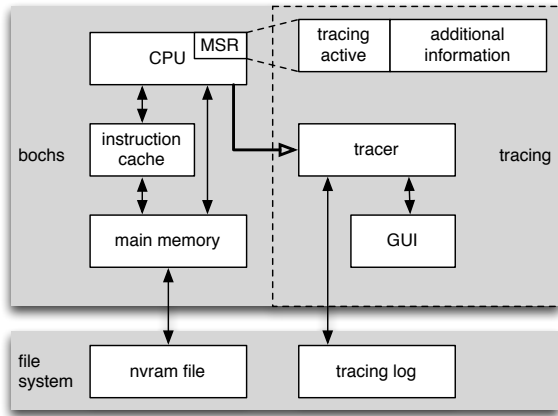 CPU
MSR
tracing
active
additional
information
bochs
instruction
cache
tracer
tracing
main memory
GUI
file
system
nvram file
tracing log